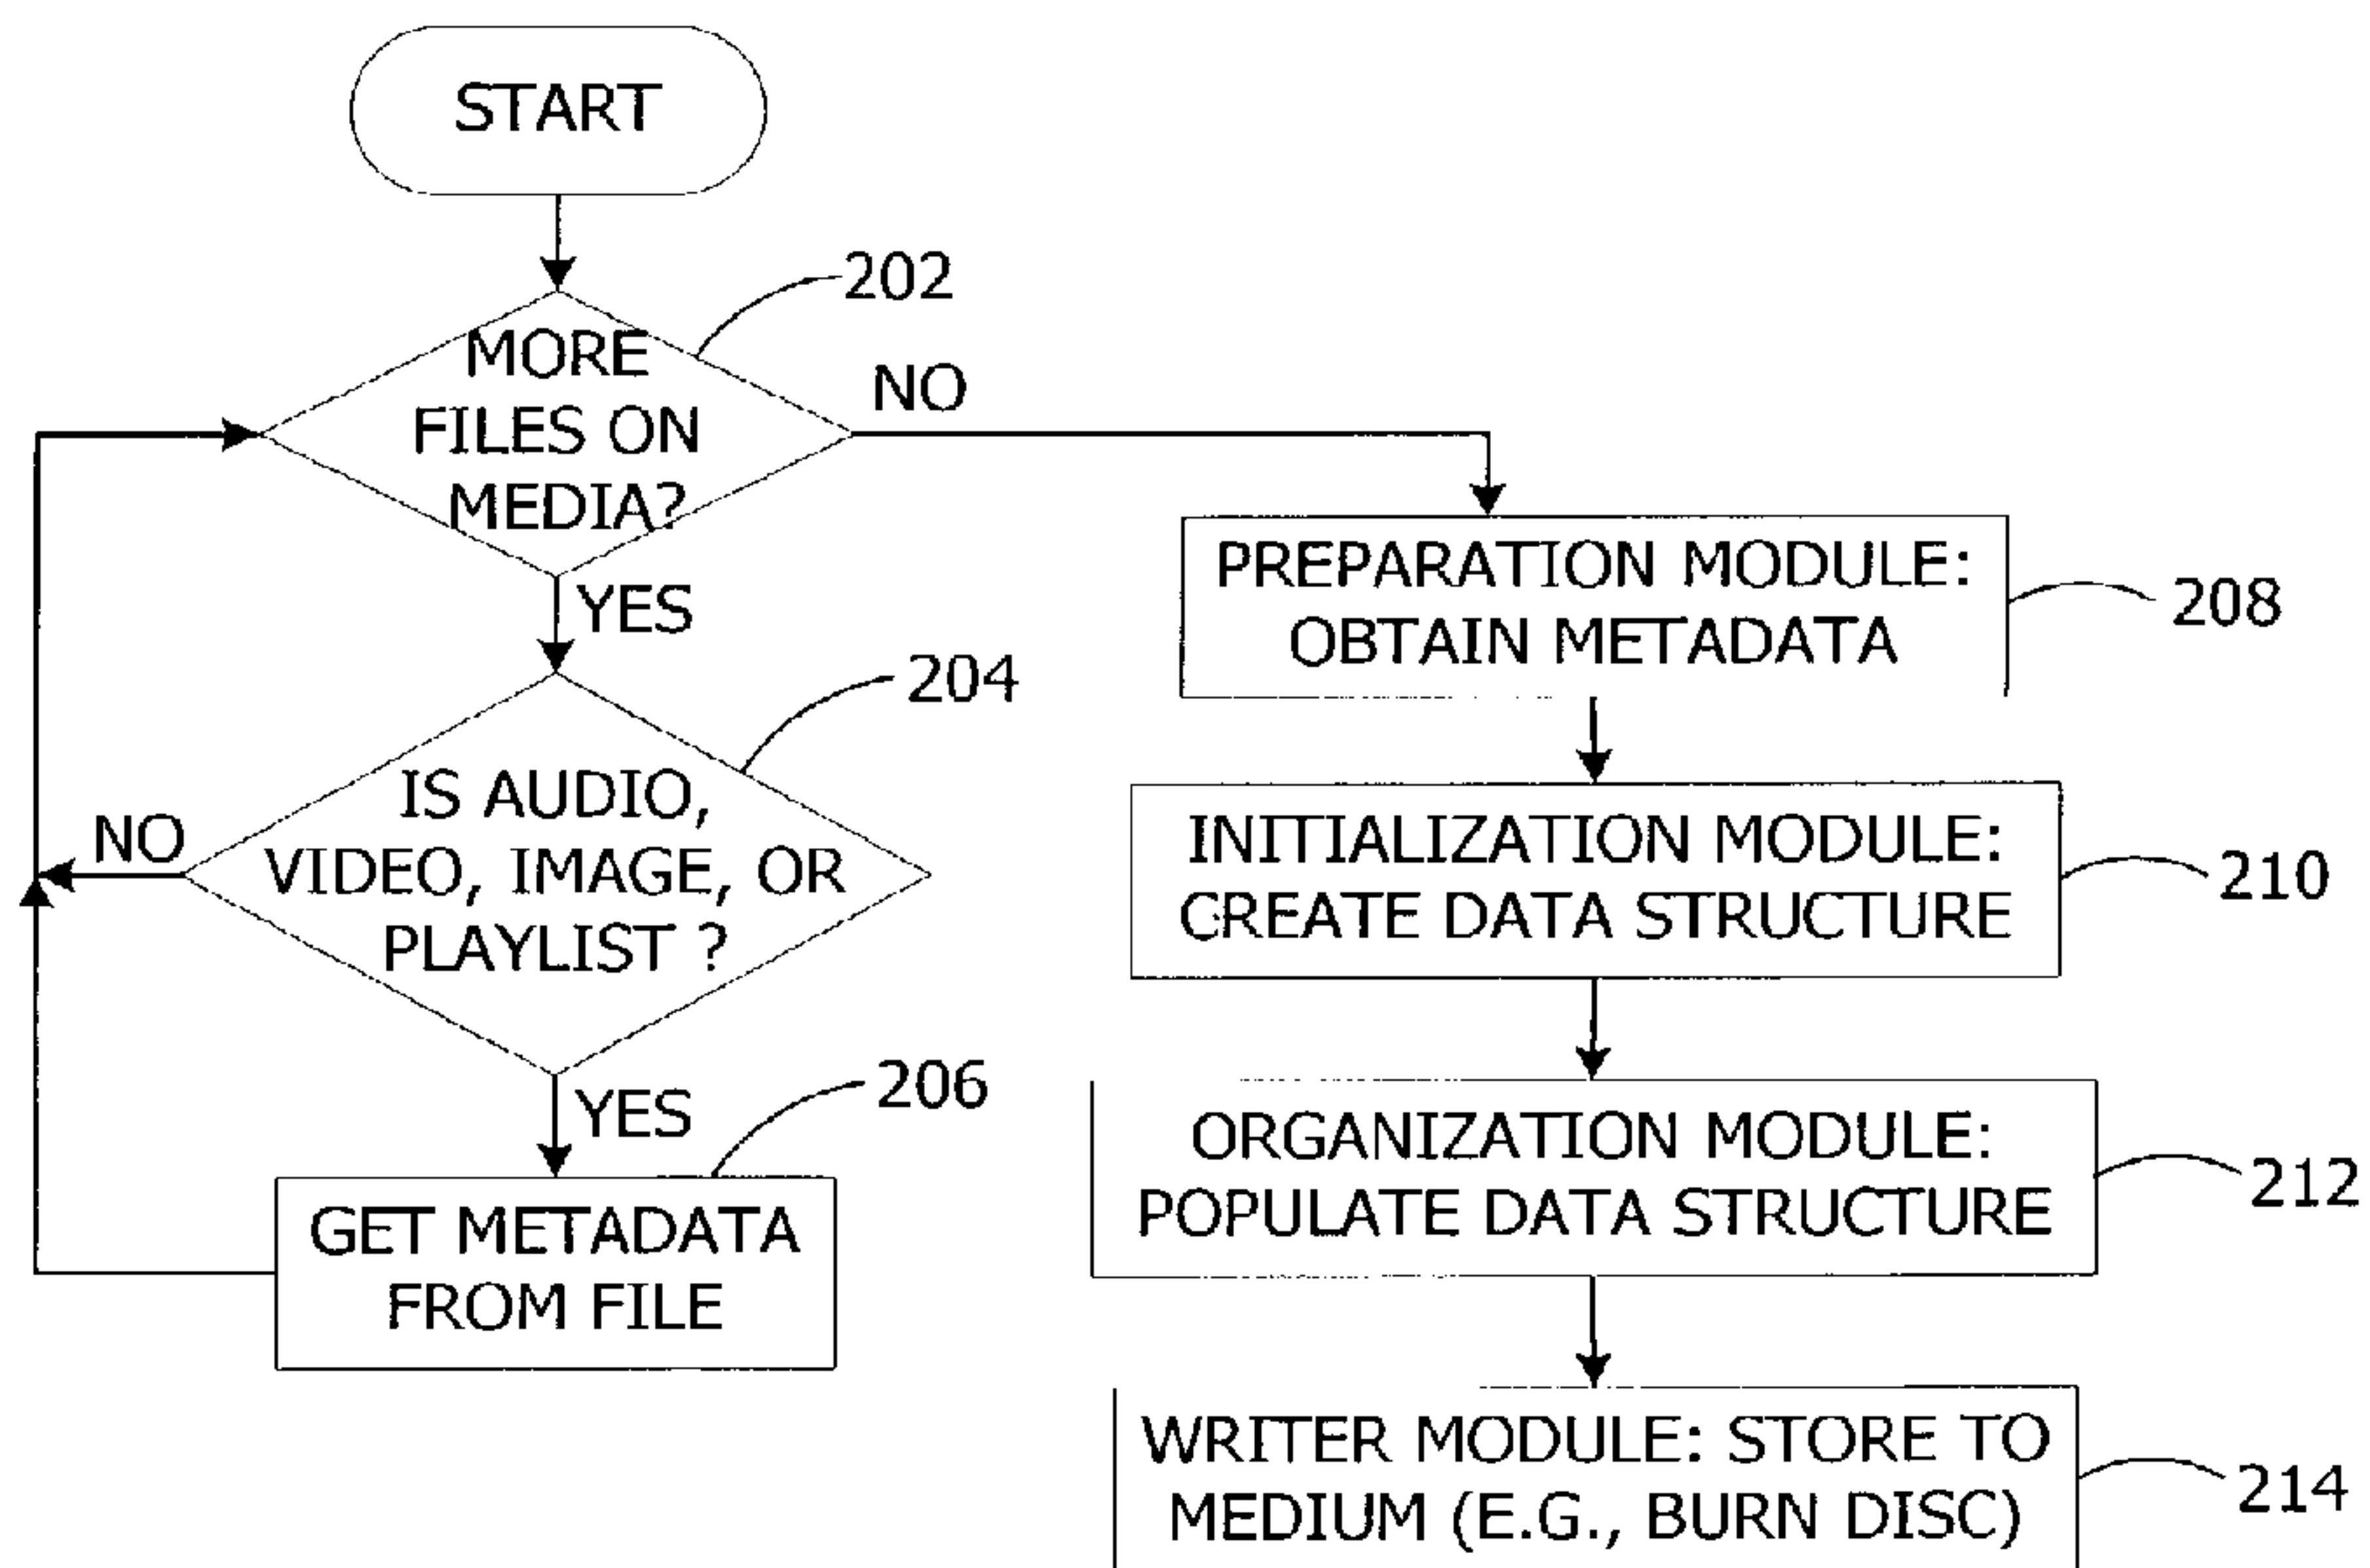 START
202
MORE
FILES ON
MEDIA?
NO
YES
204
IS AUDIO,
VIDEO, IMAGE, OR
PLAYLIST ?
NO
YES
206
GET METADATA
FROM FILE
PREPARATION MODULE:
OBTAIN METADATA
208
INITIALIZATION MODULE:
CREATE DATA STRUCTURE
210
ORGANIZATION MODULE:
POPULATE DATA STRUCTURE
212
WRITER MODULE: STORE TO
MEDIUM (E.G., BURN DISC)
214